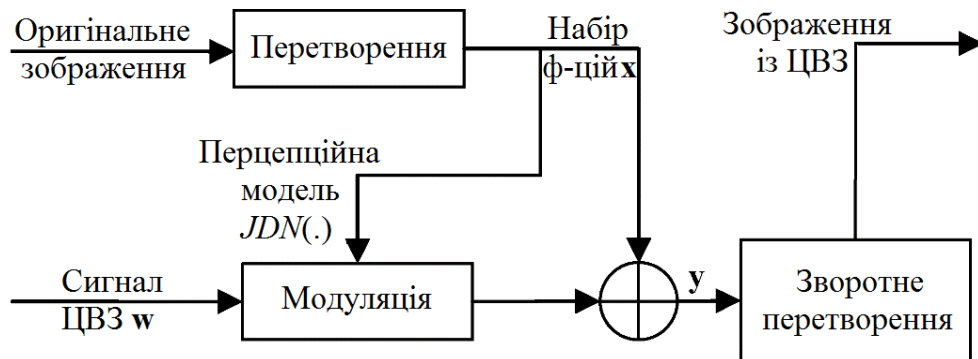 Оригінальне
зображення
Перетворення
Набір
ф-цій x
Зображення
із ЦВЗ
Перцепційна
модель
JDN(.)
Сигнал
ЦВЗ w
Модуляція
y
Зворотне
перетворення